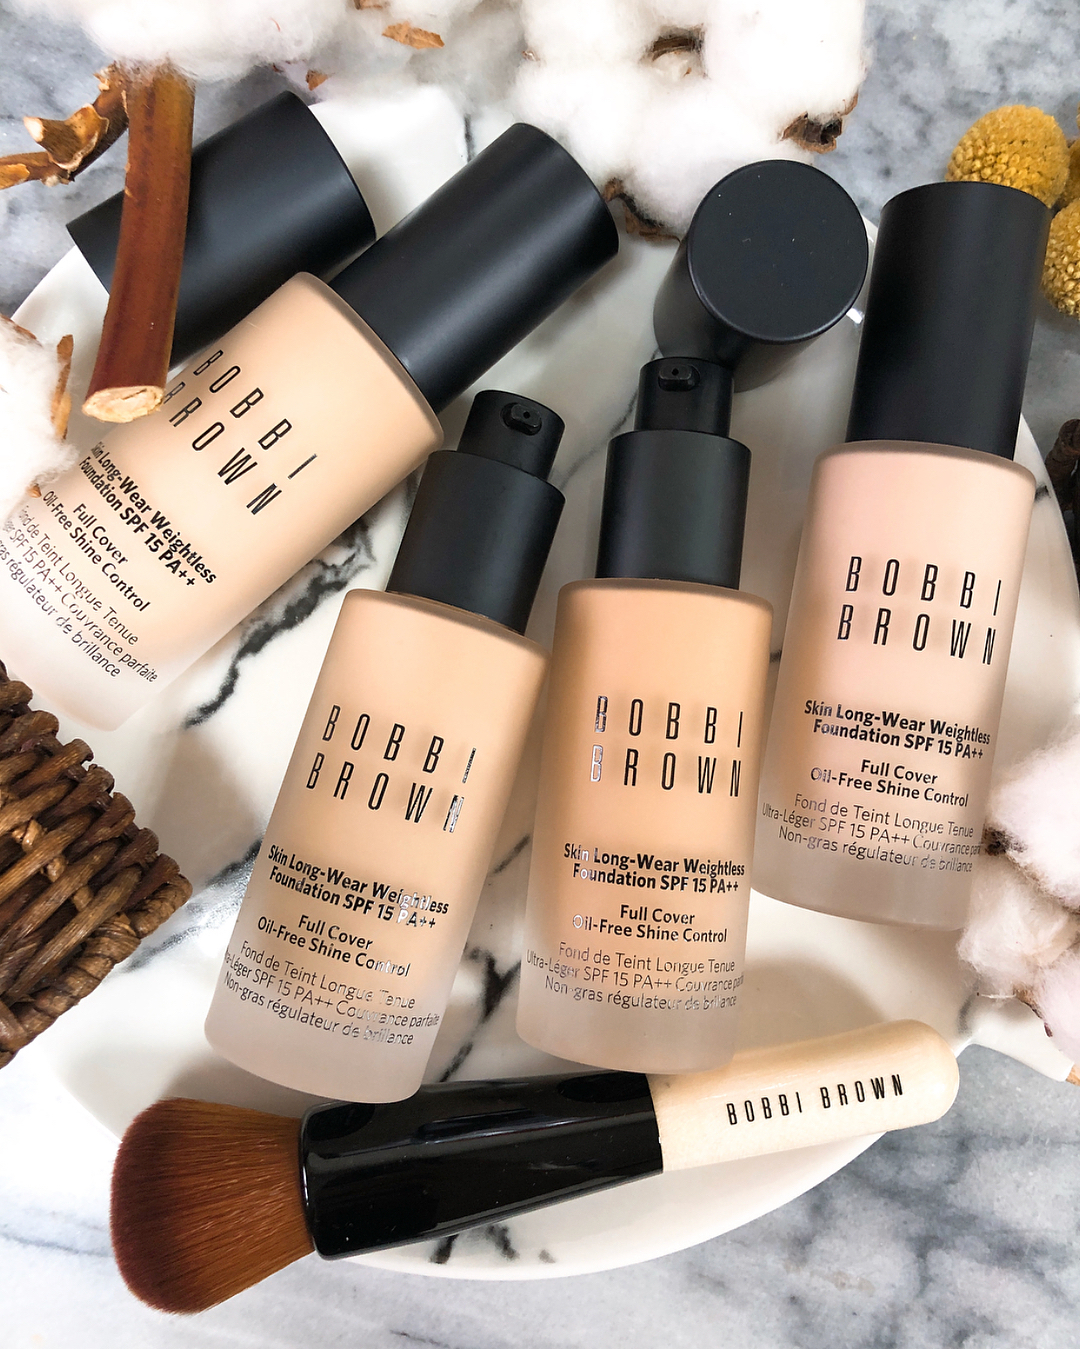 BOBBI
BROWN
Skin Long-Wear Weightless
Foundation SPF 15 PA++
Full Cover
Oil-Free Shine Control
Fond de Teint Longue Tenue
SPF 15 PA++ Couvrance parfaite
régulateur de brillance
BOBBI
BROWN
Skin Long-Wear Weightless
Foundation SPF 15 PA++
Full Cover
Oil-Free Shine Control
Fond de Teint Longue Tenue
-Léger SPF 15 PA++ Couvrance parfaite
Non-gras régulateur de brillance
BOBBI
BROWN
Skin Long-Wear Weightless
Foundation SPF 15 PA++
Full Cover
Oil-Free Shine Control
Fond de Teint Longue Tenue
Ultra-Léger SPF 15 PA++ Couvrance
Non-gras régulateur de brillance
BOBBI
BROWN
Skin Long-Wear Weightless
Foundation SPF 15 PA++
Full Cover
Oil-Free Shine Control
Fond de Teint Longue Tenue
Ultra-Léger SPF 15 PA++ Couvrance
Non-gras régulateur de brillance
BOBBI BROWN